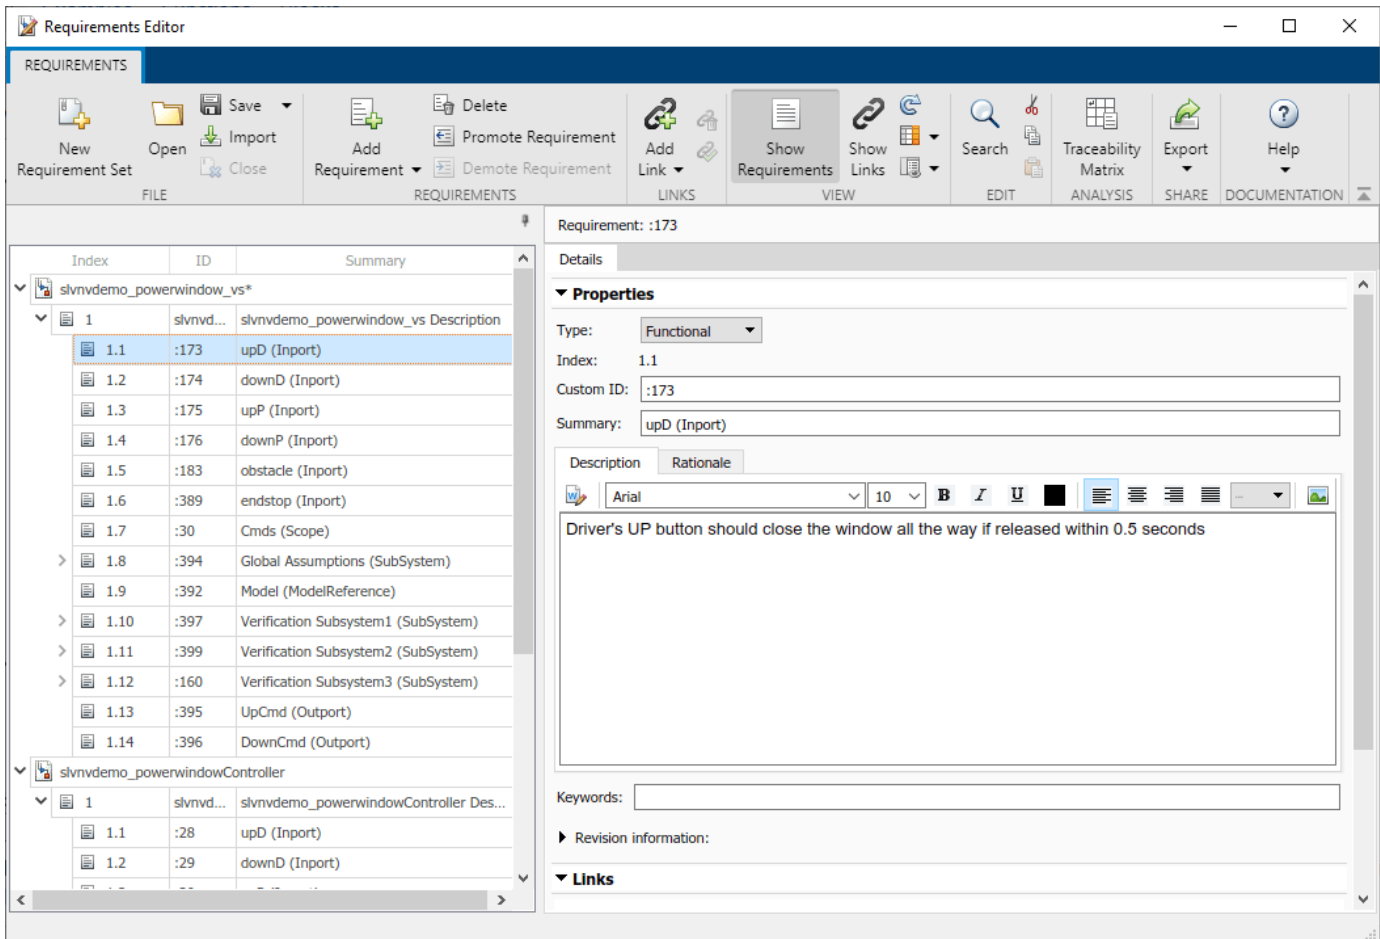 Requirements Editor
REQUIREMENTS
New Requirement Set
Open
Save
Import
Close
FILE
Add Requirement
Delete
Promote Requirement
Demote Requirement
REQUIREMENTS
Add Link
LINKS
Show Requirements
Show Links
VIEW
Search
EDIT
Traceability Matrix
ANALYSIS
Export
SHARE
Help
DOCUMENTATION
Index ID Summary
slvnvdemo_powerwindow_vs*
1 slvnvd... slvnvdemo_powerwindow_vs Description
1.1 :173 upD (Inport)
1.2 :174 downD (Inport)
1.3 :175 upP (Inport)
1.4 :176 downP (Inport)
1.5 :183 obstacle (Inport)
1.6 :389 endstop (Inport)
1.7 :30 Cmds (Scope)
1.8 :394 Global Assumptions (SubSystem)
1.9 :392 Model (ModelReference)
1.10 :397 Verification Subsystem1 (SubSystem)
1.11 :399 Verification Subsystem2 (SubSystem)
1.12 :160 Verification Subsystem3 (SubSystem)
1.13 :395 UpCmd (Outport)
1.14 :396 DownCmd (Outport)
slvnvdemo_powerwindowController
1 slvnvd... slvnvdemo_powerwindowController Des...
1.1 :28 upD (Inport)
1.2 :29 downD (Inport)
Requirement: :173
Details
Properties
Type: Functional
Index: 1.1
Custom ID: :173
Summary: upD (Inport)
Description Rationale
Arial 10 B I U
Driver's UP button should close the window all the way if released within 0.5 seconds
Keywords:
Revision information:
Links